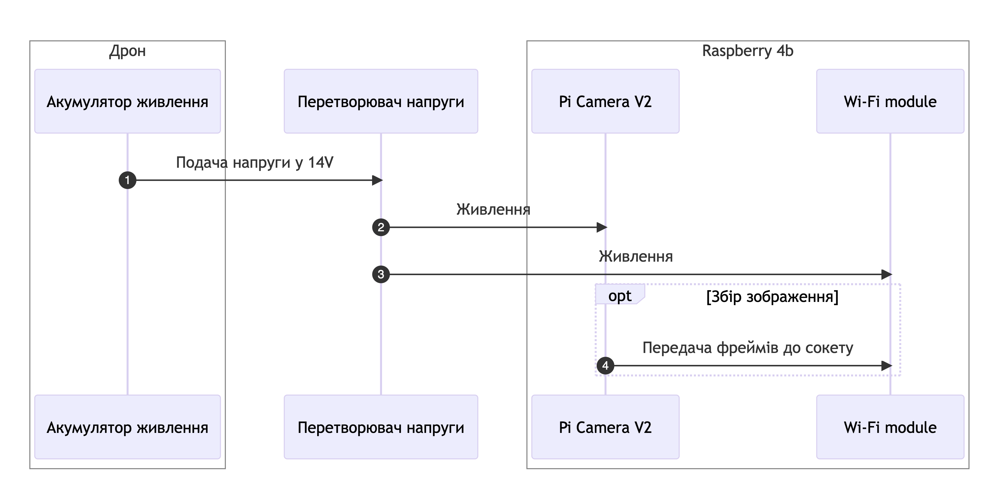 Дрон
Raspberry 4b
Акумулятор живлення
Перетворювач напруги
Pi Camera V2
Wi-Fi module
Подача напруги у 14V
1
Живлення
2
Живлення
3
opt
[Збір зображення]
Передача фреймів до сокету
4
Акумулятор живлення
Перетворювач напруги
Pi Camera V2
Wi-Fi module